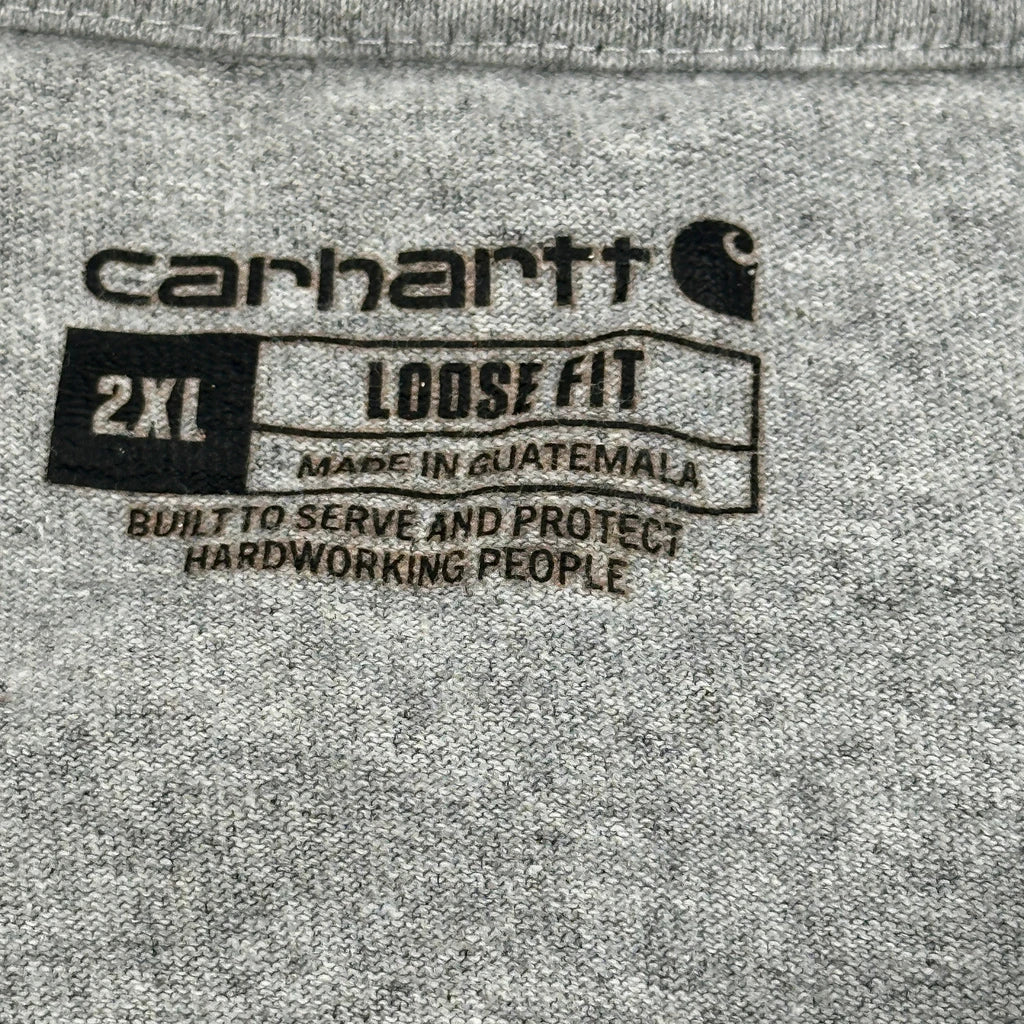 carhartt
2XL
LOOSE FIT
MADE IN GUATEMALA
BUILT TO SERVE AND PROTECT
HARDWORKING PEOPLE